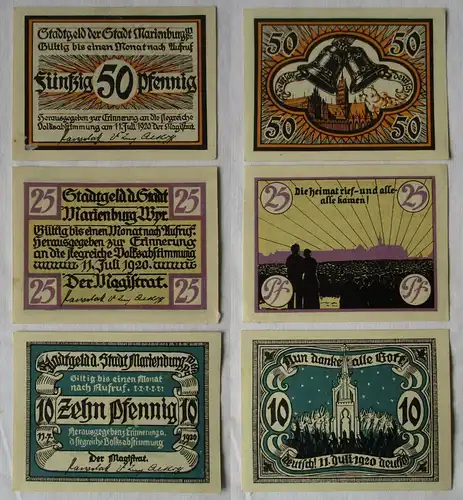 Stadtgeld der Stadt Marienburg
Gültig bis einen Monat nach Aufruf
Fünfzig 50 Pfennig
Herausgegeben zur Erinnerung an die siegreiche
Volksabstimmung am 11. Juli 1920 der Magistrat.
50 50
50 50
25 25
Stadtgeld d. Stadt
Marienburg Wpr.
Gültig bis einen Monat nach Aufruf.
Herausgegeben zur Erinnerung
an die siegreiche Volksabstimmung
11. Juli 1920.
25 Der Magistrat. 25
Die Heimat rief - und alle
alle kamen!
25 25
Pf Pf
Stadtgeld d. Stadt Marienburg
Gültig bis einen Monat
nach Aufruf.
10 Zehn Pfennig 10
11.7. Herausgegeben z. Erinnerung a. 1920
d. siegreiche Volksabstimmung
Der Magistrat.
Nun danket alle Gott
10 10
deutsch! 11. Juli 1920 deutsch!